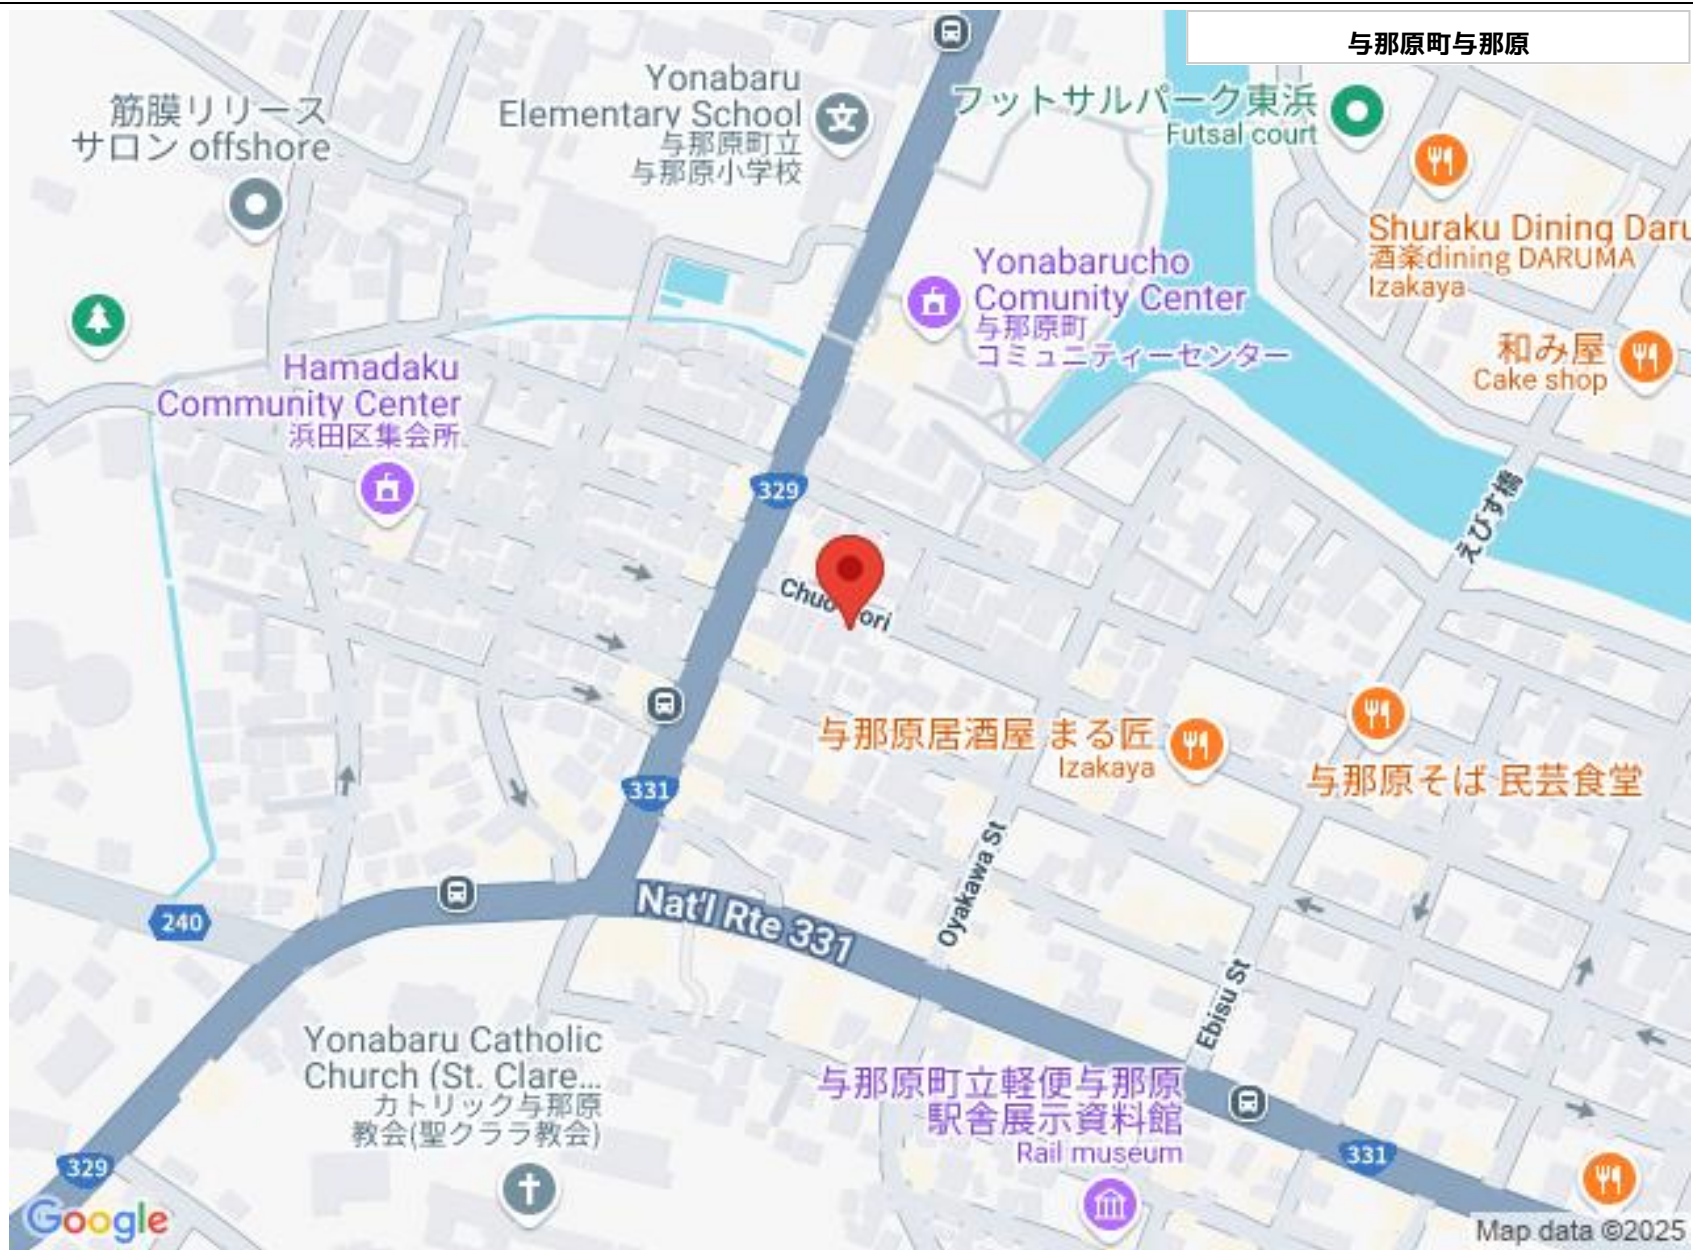 与那原町与那原
Yonabaru
Elementary School
与那原町立
与那原小学校
筋膜リリース
サロン offshore
フットサルパーク東浜
Futsal court
Shuraku Dining Daru
酒楽dining DARUMA
Izakaya
Yonabarucho
Comunity Center
与那原町
コミュニティーセンター
和み屋
Cake shop
Hamadaku
Community Center
浜田区集会所
329
えびす橋
与那原居酒屋 まる匠
Izakaya
与那原そば 民芸食堂
331
Oyakawa St
240
Nat'l Rte 331
Ebisu St
Yonabaru Catholic
Church (St. Clare...
カトリック与那原
教会(聖クララ教会)
与那原町立軽便与那原
駅舎展示資料館
Rail museum
331
329
Google
Map data ©2025